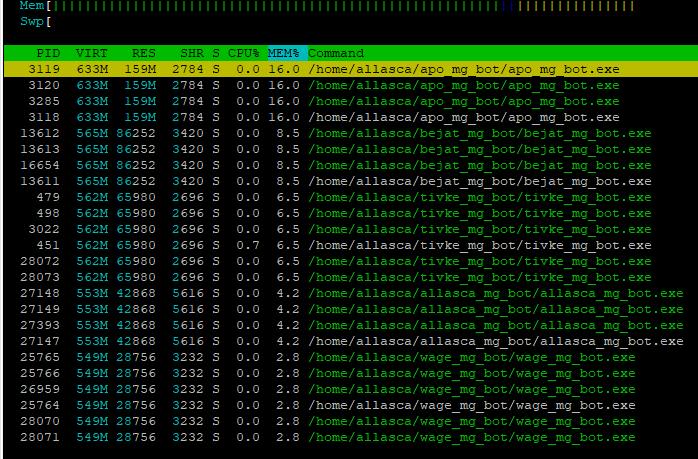 Mem[||||||||||||||||||||||||||||||||||||||||||||||||||||||||||||||||||||||||
Swp[
PID VIRT RES SHR S CPU% MEM% Command
3119 633M 159M 2784 S 0.0 16.0 /home/allasca/apo_mg_bot/apo_mg_bot.exe
3120 633M 159M 2784 S 0.0 16.0 /home/allasca/apo_mg_bot/apo_mg_bot.exe
3285 633M 159M 2784 S 0.0 16.0 /home/allasca/apo_mg_bot/apo_mg_bot.exe
3118 633M 159M 2784 S 0.0 16.0 /home/allasca/apo_mg_bot/apo_mg_bot.exe
13612 565M 86252 3420 S 0.0 8.5 /home/allasca/bejat_mg_bot/bejat_mg_bot.exe
13613 565M 86252 3420 S 0.0 8.5 /home/allasca/bejat_mg_bot/bejat_mg_bot.exe
16654 565M 86252 3420 S 0.0 8.5 /home/allasca/bejat_mg_bot/bejat_mg_bot.exe
13611 565M 86252 3420 S 0.0 8.5 /home/allasca/bejat_mg_bot/bejat_mg_bot.exe
479 562M 65980 2696 S 0.0 6.5 /home/allasca/tivke_mg_bot/tivke_mg_bot.exe
498 562M 65980 2696 S 0.0 6.5 /home/allasca/tivke_mg_bot/tivke_mg_bot.exe
3022 562M 65980 2696 S 0.0 6.5 /home/allasca/tivke_mg_bot/tivke_mg_bot.exe
451 562M 65980 2696 S 0.7 6.5 /home/allasca/tivke_mg_bot/tivke_mg_bot.exe
28072 562M 65980 2696 S 0.0 6.5 /home/allasca/tivke_mg_bot/tivke_mg_bot.exe
28073 562M 65980 2696 S 0.0 6.5 /home/allasca/tivke_mg_bot/tivke_mg_bot.exe
27148 553M 42868 5616 S 0.0 4.2 /home/allasca/allasca_mg_bot/allasca_mg_bot.exe
27149 553M 42868 5616 S 0.0 4.2 /home/allasca/allasca_mg_bot/allasca_mg_bot.exe
27393 553M 42868 5616 S 0.0 4.2 /home/allasca/allasca_mg_bot/allasca_mg_bot.exe
27147 553M 42868 5616 S 0.0 4.2 /home/allasca/allasca_mg_bot/allasca_mg_bot.exe
25765 549M 28756 3232 S 0.0 2.8 /home/allasca/wage_mg_bot/wage_mg_bot.exe
25766 549M 28756 3232 S 0.0 2.8 /home/allasca/wage_mg_bot/wage_mg_bot.exe
26959 549M 28756 3232 S 0.0 2.8 /home/allasca/wage_mg_bot/wage_mg_bot.exe
25764 549M 28756 3232 S 0.0 2.8 /home/allasca/wage_mg_bot/wage_mg_bot.exe
28070 549M 28756 3232 S 0.0 2.8 /home/allasca/wage_mg_bot/wage_mg_bot.exe
28071 549M 28756 3232 S 0.0 2.8 /home/allasca/wage_mg_bot/wage_mg_bot.exe